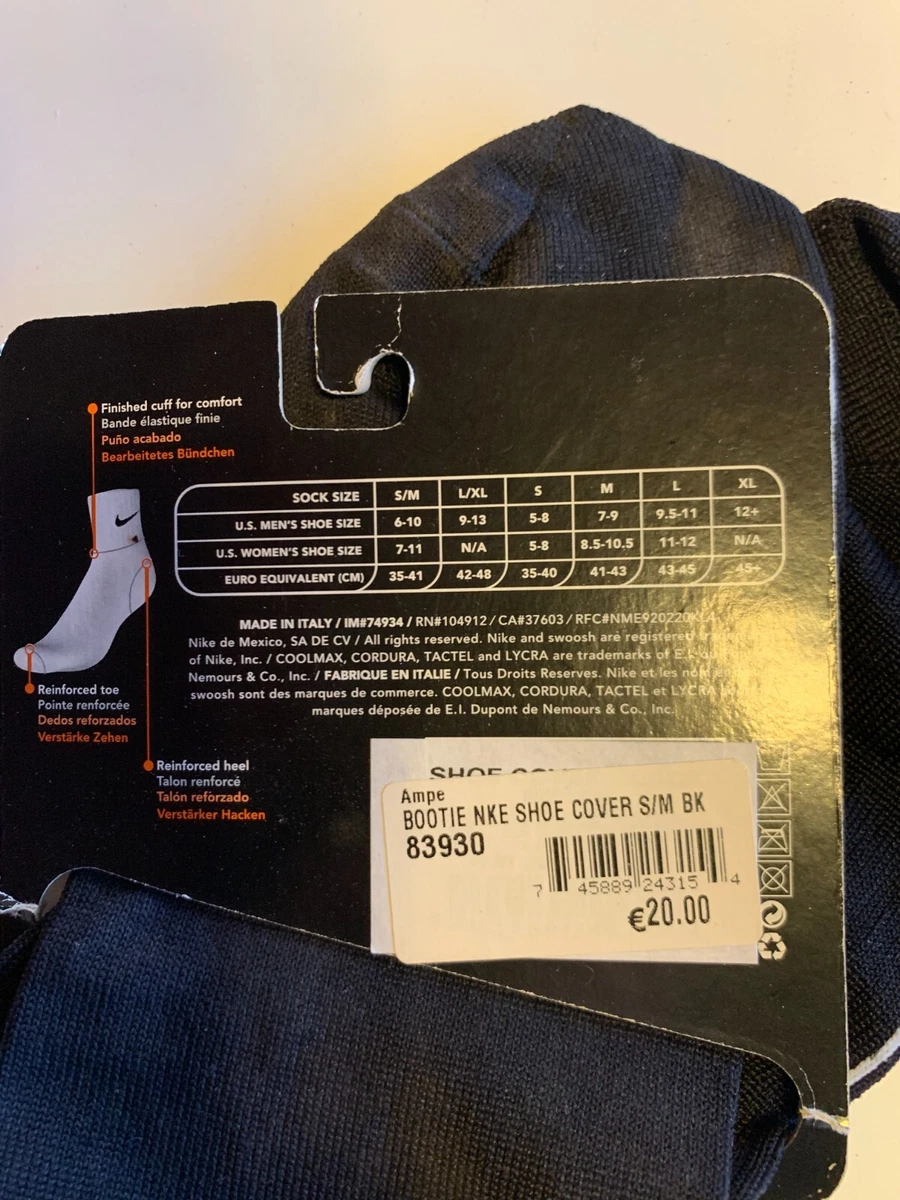 Finished cuff for comfort
Bande élastique finie
Puño acabado
Bearbeitetes Bündchen
SOCK SIZE S/M L/XL S M L XL
U.S. MEN'S SHOE SIZE 6-10 9-13 5-8 7-9 9.5-11 12+
U.S. WOMEN'S SHOE SIZE 7-11 N/A 5-8 8.5-10.5 11-12 N/A
EURO EQUIVALENT (CM) 35-41 42-48 35-40 41-43 43-45 45+
MADE IN ITALY / IM#74934 / RN#104912 / CA#37603 /
Nike de Mexico, SA DE CV / All rights reserved. Nike and swoosh are registered
of Nike, Inc. / COOLMAX, CORDURA, TACTEL and LYCRA are trademarks of
Nemours & Co., Inc. / FABRIQUE EN ITALIE / Tous Droits Reserves. Nike et les
swoosh sont des marques de commerce. COOLMAX, CORDURA, TACTEL et LYCRA
marques déposée de E.I. Dupont de Nemours & Co., Inc.
Reinforced toe
Pointe renforcée
Dedos reforzados
Verstärke Zehen
Reinforced heel
Talon renforcé
Talón reforzado
Verstärker Hacken
SHOE
Ampe
BOOTIE NKE SHOE COVER S/M BK
83930
7 45889 24315 4
€20.00